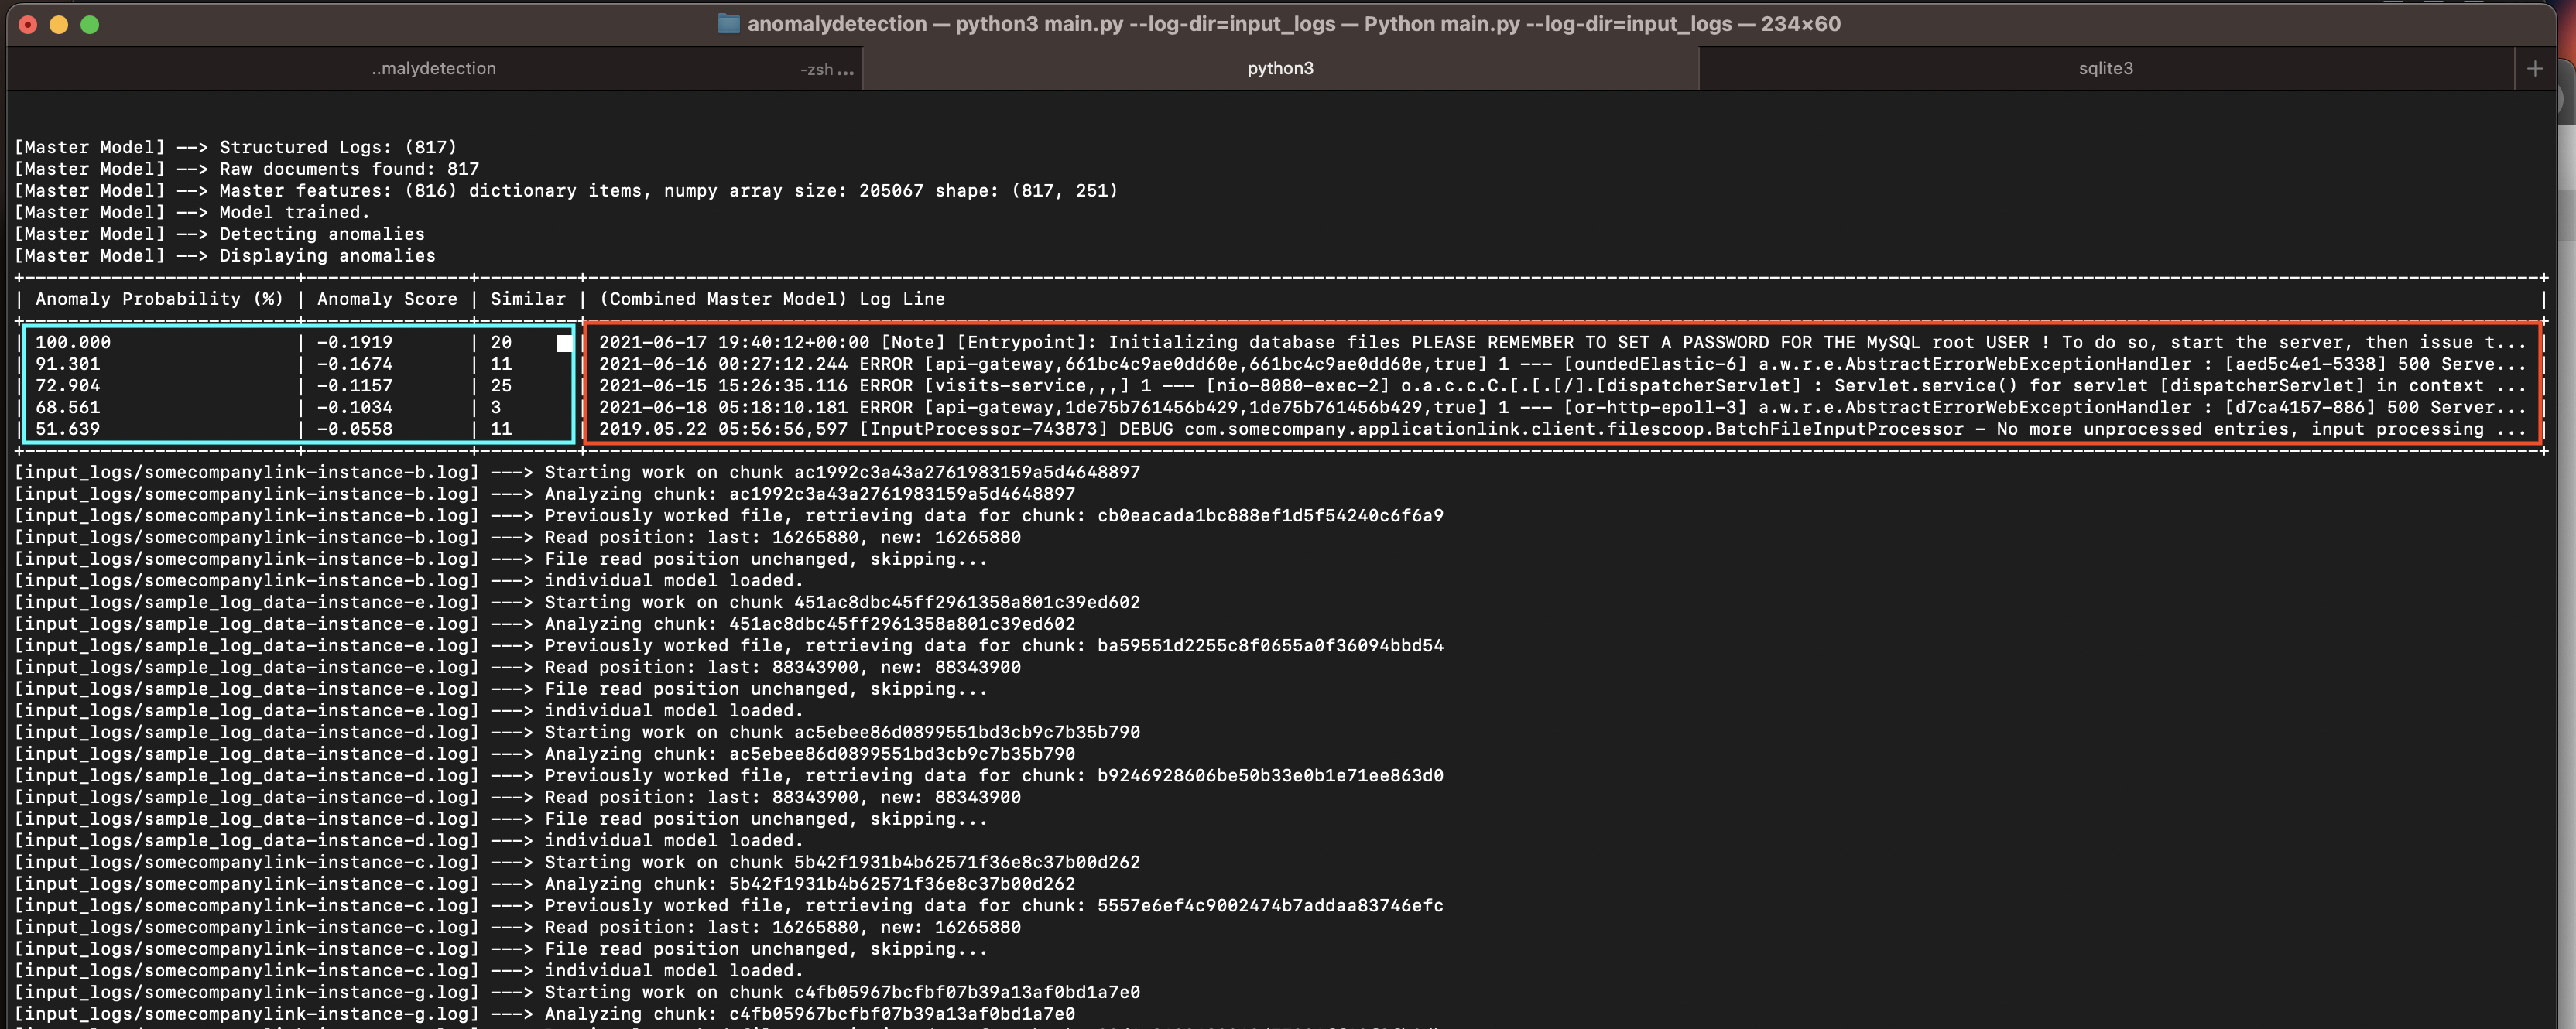 anomalydetection — python3 main.py --log-dir=input_logs — Python main.py --log-dir=input_logs — 234×60
..malydetection -zsh ... python3 sqlite3 +
[Master Model] --> Structured Logs: (817)
[Master Model] --> Raw documents found: 817
[Master Model] --> Master features: (816) dictionary items, numpy array size: 205067 shape: (817, 251)
[Master Model] --> Model trained.
[Master Model] --> Detecting anomalies
[Master Model] --> Displaying anomalies
| Anomaly Probability (%) | Anomaly Score | Similar | (Combined Master Model) Log Line |
| 100.000 | -0.1919 | 20 | 2021-06-17 19:40:12+00:00 [Note] [Entrypoint]: Initializing database files PLEASE REMEMBER TO SET A PASSWORD FOR THE MySQL root USER ! To do so, start the server, then issue t... |
| 91.301 | -0.1674 | 11 | 2021-06-16 00:27:12.244 ERROR [api-gateway,661bc4c9ae0dd60e,661bc4c9ae0dd60e,true] 1 --- [oundedElastic-6] a.w.r.e.AbstractErrorWebExceptionHandler : [aed5c4e1-5338] 500 Serve... |
| 72.904 | -0.1157 | 25 | 2021-06-15 15:26:35.116 ERROR [visits-service,,,] 1 --- [nio-8080-exec-2] o.a.c.c.C.[.[.[/].[dispatcherServlet] : Servlet.service() for servlet [dispatcherServlet] in context ... |
| 68.561 | -0.1034 | 3 | 2021-06-18 05:18:10.181 ERROR [api-gateway,1de75b761456b429,1de75b761456b429,true] 1 --- [or-http-epoll-3] a.w.r.e.AbstractErrorWebExceptionHandler : [d7ca4157-886] 500 Server... |
| 51.639 | -0.0558 | 11 | 2019.05.22 05:56:56,597 [InputProcessor-743873] DEBUG com.somecompany.applicationlink.client.filescoop.BatchFileInputProcessor - No more unprocessed entries, input processing ... |
[input_logs/somecompanylink-instance-b.log] ---> Starting work on chunk ac1992c3a43a2761983159a5d4648897
[input_logs/somecompanylink-instance-b.log] ---> Analyzing chunk: ac1992c3a43a2761983159a5d4648897
[input_logs/somecompanylink-instance-b.log] ---> Previously worked file, retrieving data for chunk: cb0eacada1bc888ef1d5f54240c6f6a9
[input_logs/somecompanylink-instance-b.log] ---> Read position: last: 16265880, new: 16265880
[input_logs/somecompanylink-instance-b.log] ---> File read position unchanged, skipping...
[input_logs/somecompanylink-instance-b.log] ---> individual model loaded.
[input_logs/sample_log_data-instance-e.log] ---> Starting work on chunk 451ac8dbc45ff2961358a801c39ed602
[input_logs/sample_log_data-instance-e.log] ---> Analyzing chunk: 451ac8dbc45ff2961358a801c39ed602
[input_logs/sample_log_data-instance-e.log] ---> Previously worked file, retrieving data for chunk: ba59551d2255c8f0655a0f36094bbd54
[input_logs/sample_log_data-instance-e.log] ---> Read position: last: 88343900, new: 88343900
[input_logs/sample_log_data-instance-e.log] ---> File read position unchanged, skipping...
[input_logs/sample_log_data-instance-e.log] ---> individual model loaded.
[input_logs/sample_log_data-instance-d.log] ---> Starting work on chunk ac5ebee86d0899551bd3cb9c7b35b790
[input_logs/sample_log_data-instance-d.log] ---> Analyzing chunk: ac5ebee86d0899551bd3cb9c7b35b790
[input_logs/sample_log_data-instance-d.log] ---> Previously worked file, retrieving data for chunk: b9246928606be50b33e0b1e71ee863d0
[input_logs/sample_log_data-instance-d.log] ---> Read position: last: 88343900, new: 88343900
[input_logs/sample_log_data-instance-d.log] ---> File read position unchanged, skipping...
[input_logs/sample_log_data-instance-d.log] ---> individual model loaded.
[input_logs/somecompanylink-instance-c.log] ---> Starting work on chunk 5b42f1931b4b62571f36e8c37b00d262
[input_logs/somecompanylink-instance-c.log] ---> Analyzing chunk: 5b42f1931b4b62571f36e8c37b00d262
[input_logs/somecompanylink-instance-c.log] ---> Previously worked file, retrieving data for chunk: 5557e6ef4c9002474b7addaa83746efc
[input_logs/somecompanylink-instance-c.log] ---> Read position: last: 16265880, new: 16265880
[input_logs/somecompanylink-instance-c.log] ---> File read position unchanged, skipping...
[input_logs/somecompanylink-instance-c.log] ---> individual model loaded.
[input_logs/somecompanylink-instance-g.log] ---> Starting work on chunk c4fb05967bcfbf07b39a13af0bd1a7e0
[input_logs/somecompanylink-instance-g.log] ---> Analyzing chunk: c4fb05967bcfbf07b39a13af0bd1a7e0